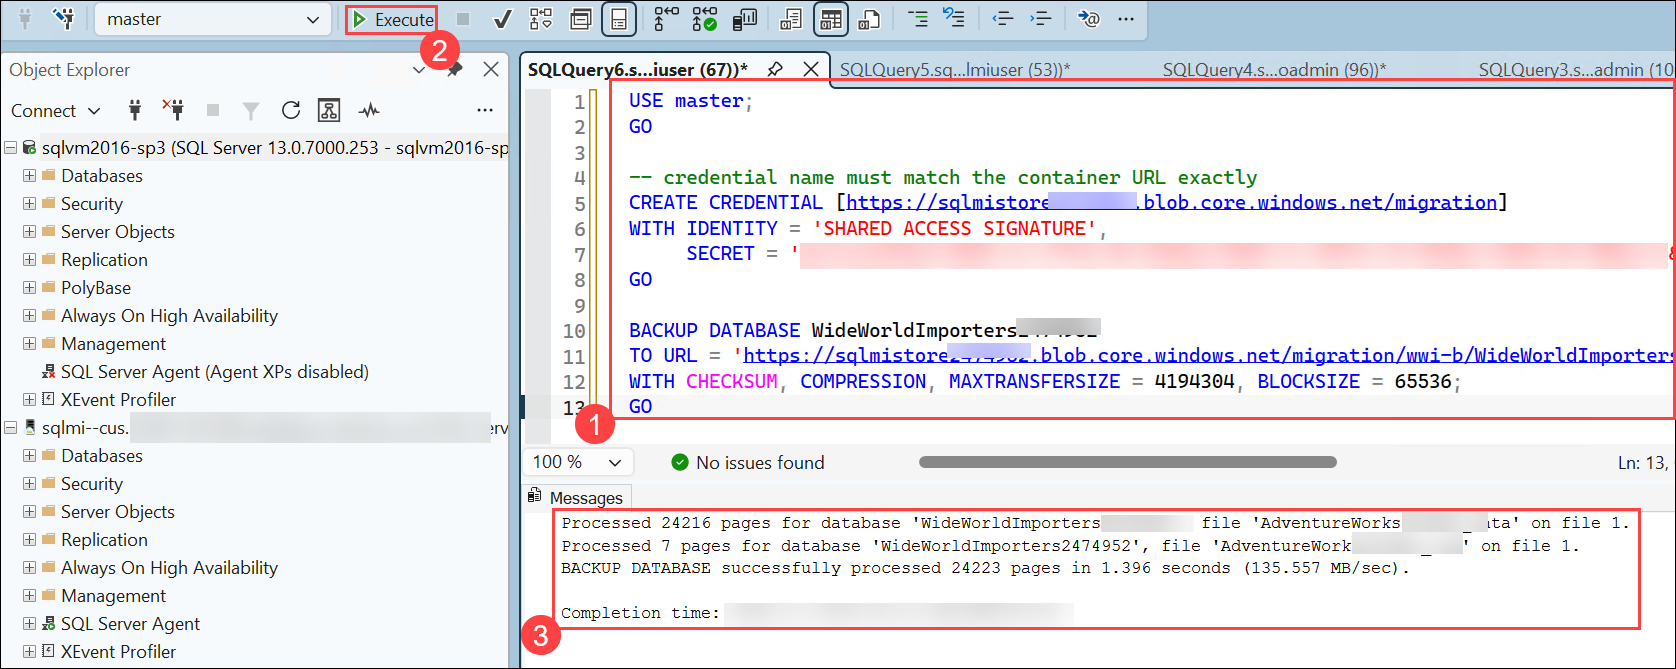 master
Execute
2
Object Explorer
SQLQuery6.s...iuser (67))*
SQLQuery5.sq...lmiuser (53))*
SQLQuery4.s...oadmin (96))*
SQLQuery3.s...admin (10
Connect
sqlvm2016-sp3 (SQL Server 13.0.7000.253 - sqlvm2016-sp
Databases
Security
Server Objects
Replication
PolyBase
Always On High Availability
Management
SQL Server Agent (Agent XPs disabled)
XEvent Profiler
sqlmi--cus. erv
Databases
Security
Server Objects
Replication
Always On High Availability
Management
SQL Server Agent
XEvent Profiler
1 USE master;
2 GO
3
4 -- credential name must match the container URL exactly
5 CREATE CREDENTIAL [https://sqlmistore .blob.core.windows.net/migration]
6 WITH IDENTITY = 'SHARED ACCESS SIGNATURE',
7 SECRET = '
8 GO
9
10 BACKUP DATABASE WideWorldImporters
11 TO URL = 'https://sqlmistore .blob.core.windows.net/migration/wwi-b/WideWorldImporters
12 WITH CHECKSUM, COMPRESSION, MAXTRANSFERSIZE = 4194304, BLOCKSIZE = 65536;
13 GO
1
100 %
No issues found
Ln: 13,
Messages
Processed 24216 pages for database 'WideWorldImporters file 'AdventureWorks ata' on file 1.
Processed 7 pages for database 'WideWorldImporters2474952', file 'AdventureWork ' on file 1.
BACKUP DATABASE successfully processed 24223 pages in 1.396 seconds (135.557 MB/sec).
Completion time:
3